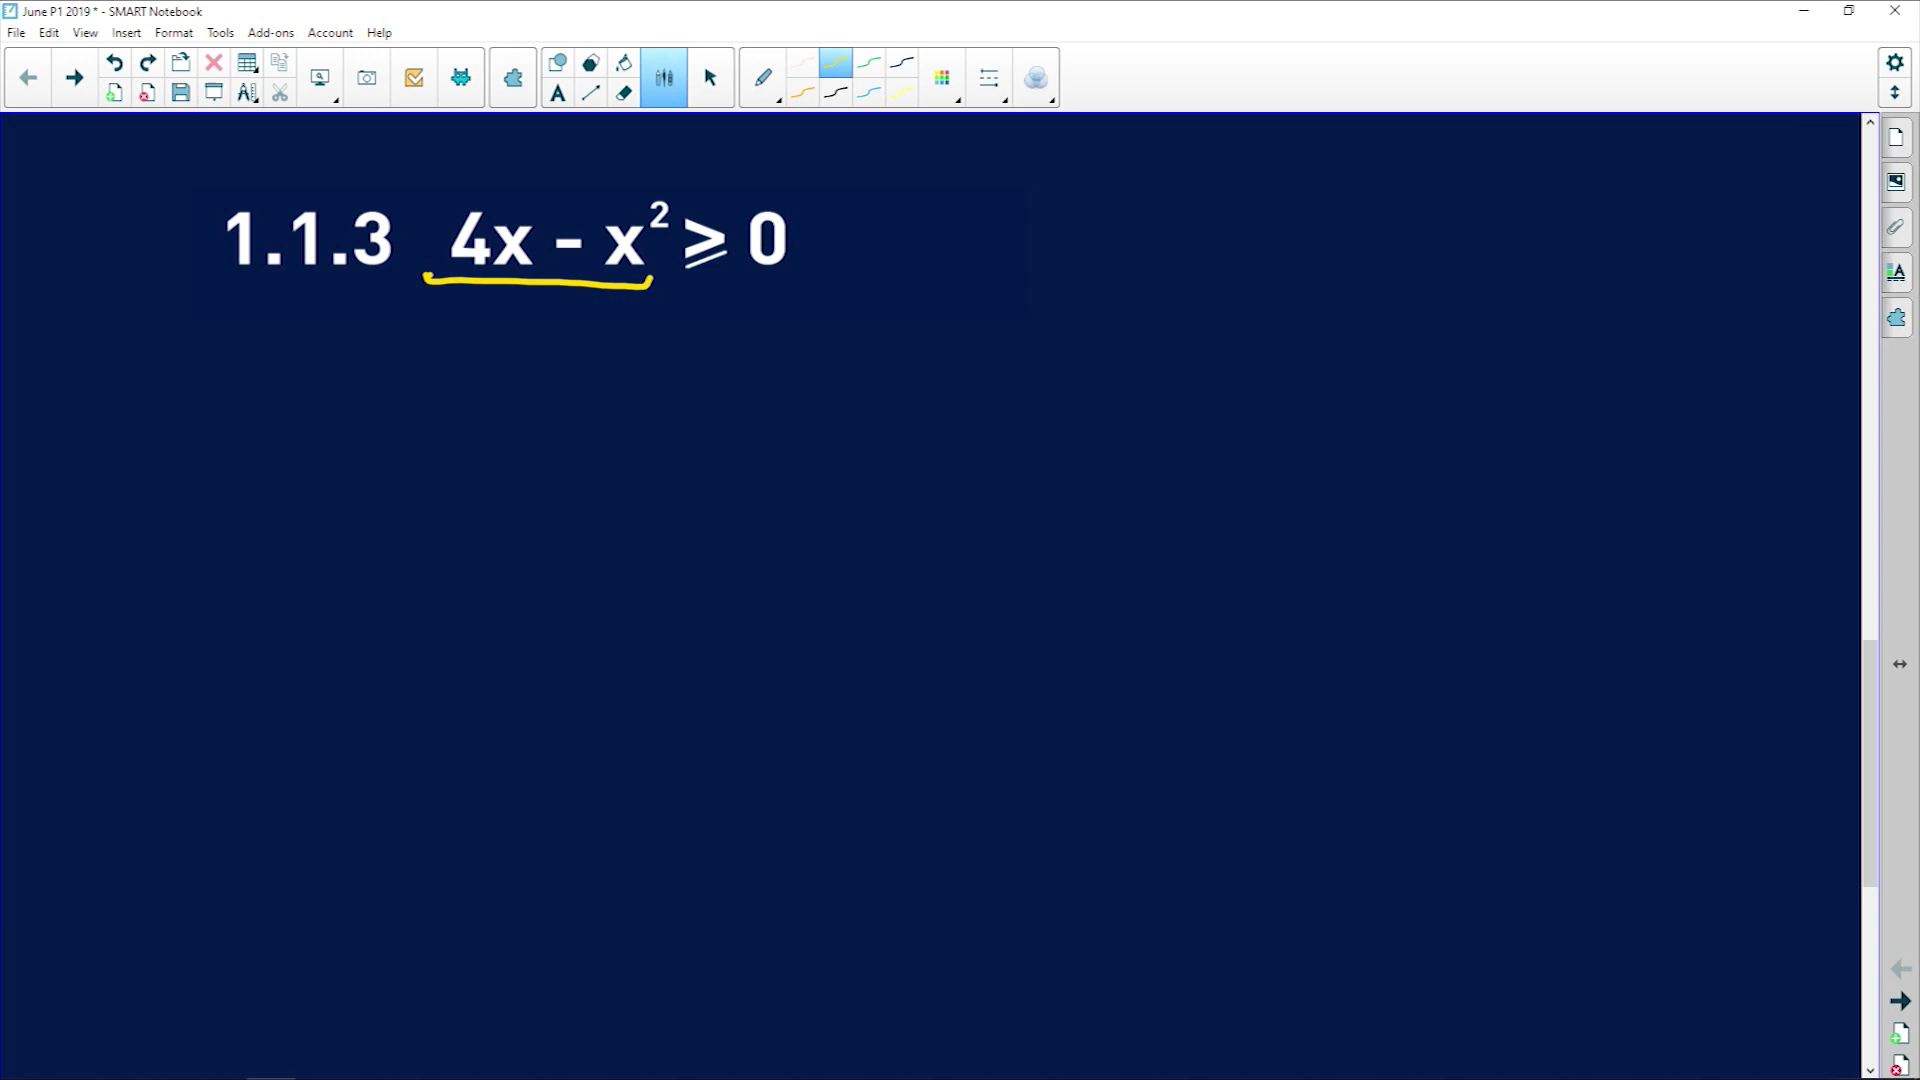 June P1 2019 * - SMART Notebook
File Edit View Insert Format Tools Add-ons Account Help
1.1.3 4x - x² ⩾ 0